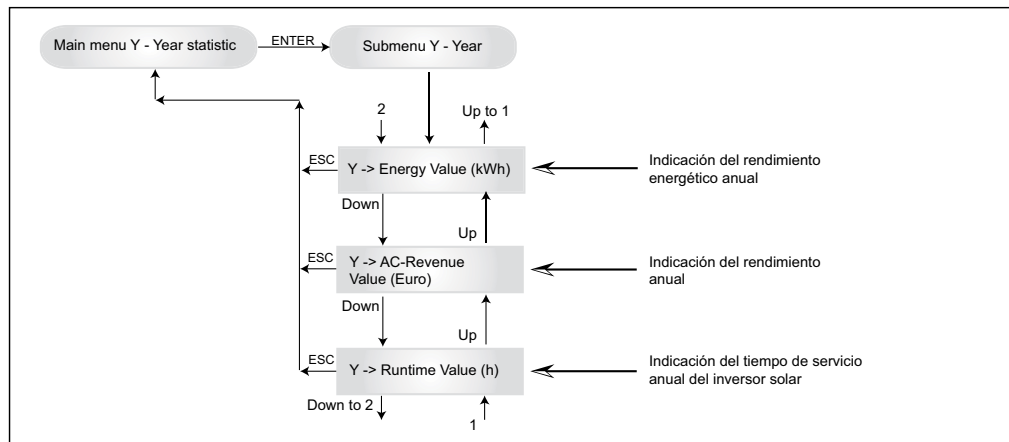 Main menu Y - Year statistic
ENTER
Submenu Y - Year
2
Up to 1
ESC
Y -> Energy Value (kWh)
Indicación del rendimiento
energético anual
Down
Up
ESC
Y -> AC-Revenue
Value (Euro)
Indicación del rendimiento
anual
Down
Up
ESC
Y -> Runtime Value (h)
Indicación del tiempo de servicio
anual del inversor solar
Down to 2
1